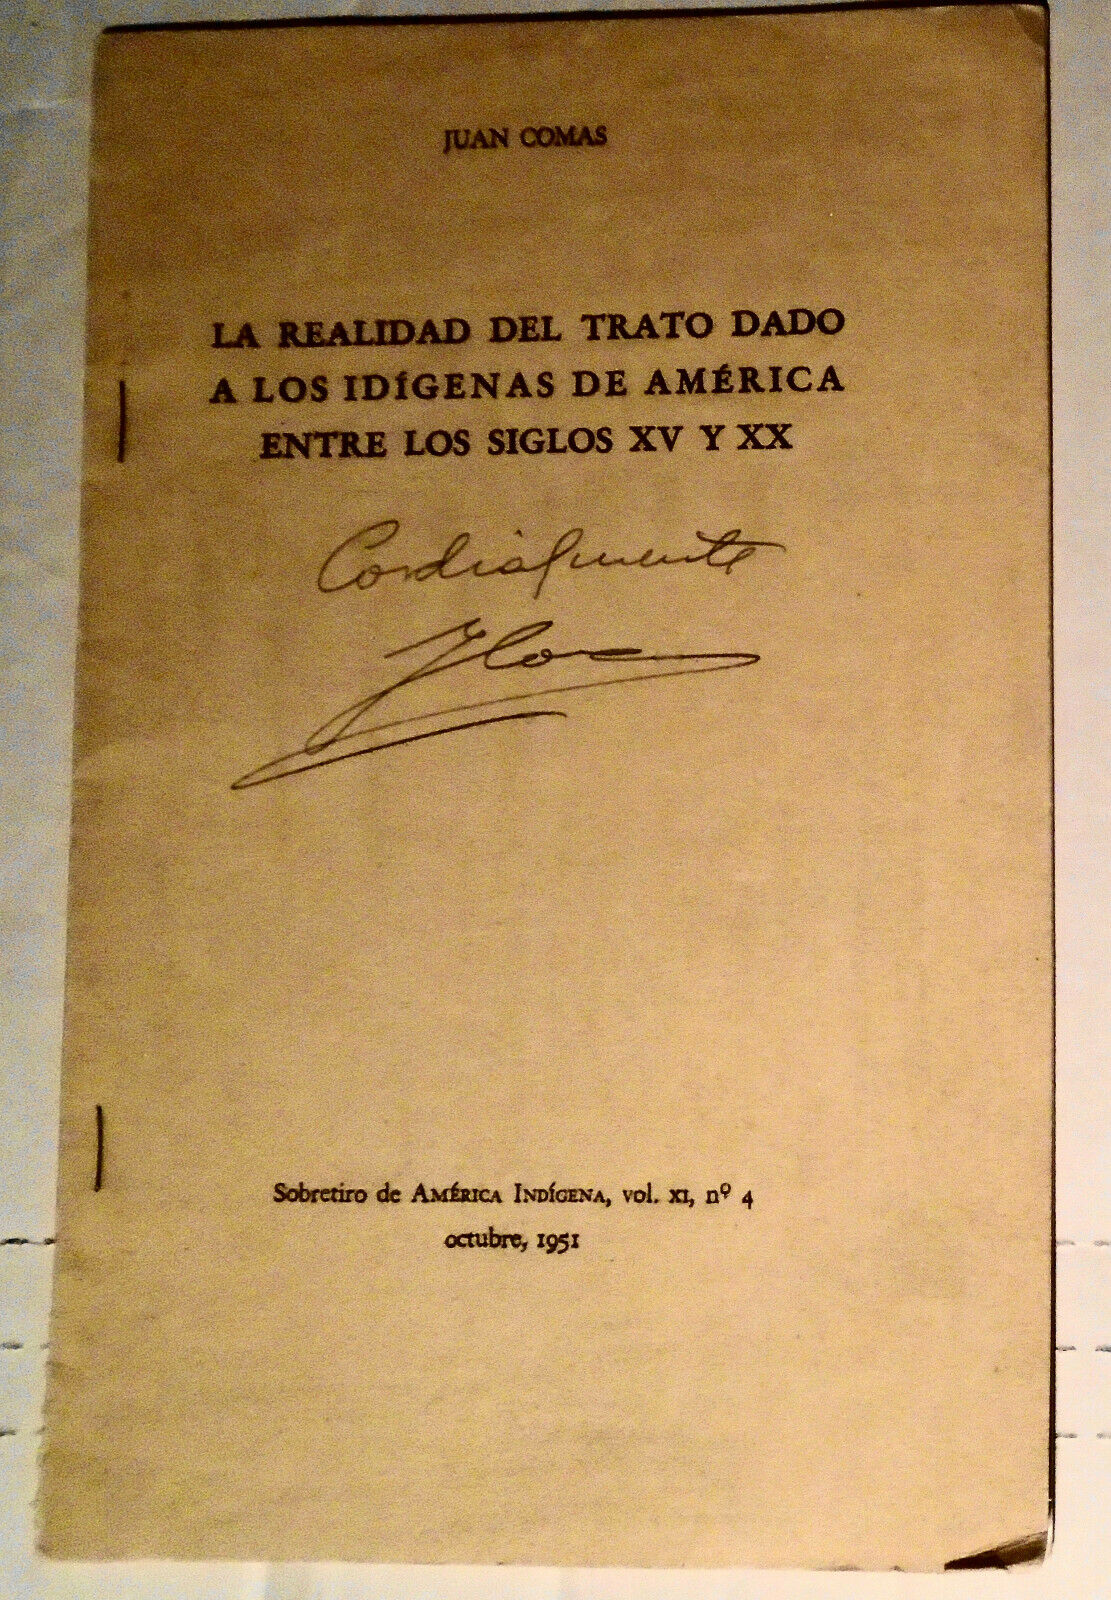 JUAN COMAS
LA REALIDAD DEL TRATO DADO
A LOS IDÍGENAS DE AMÉRICA
ENTRE LOS SIGLOS XV Y XX
Cordialmente
Sobretiro de AMÉRICA INDÍGENA, vol. XI, nº 4
octubre, 1951